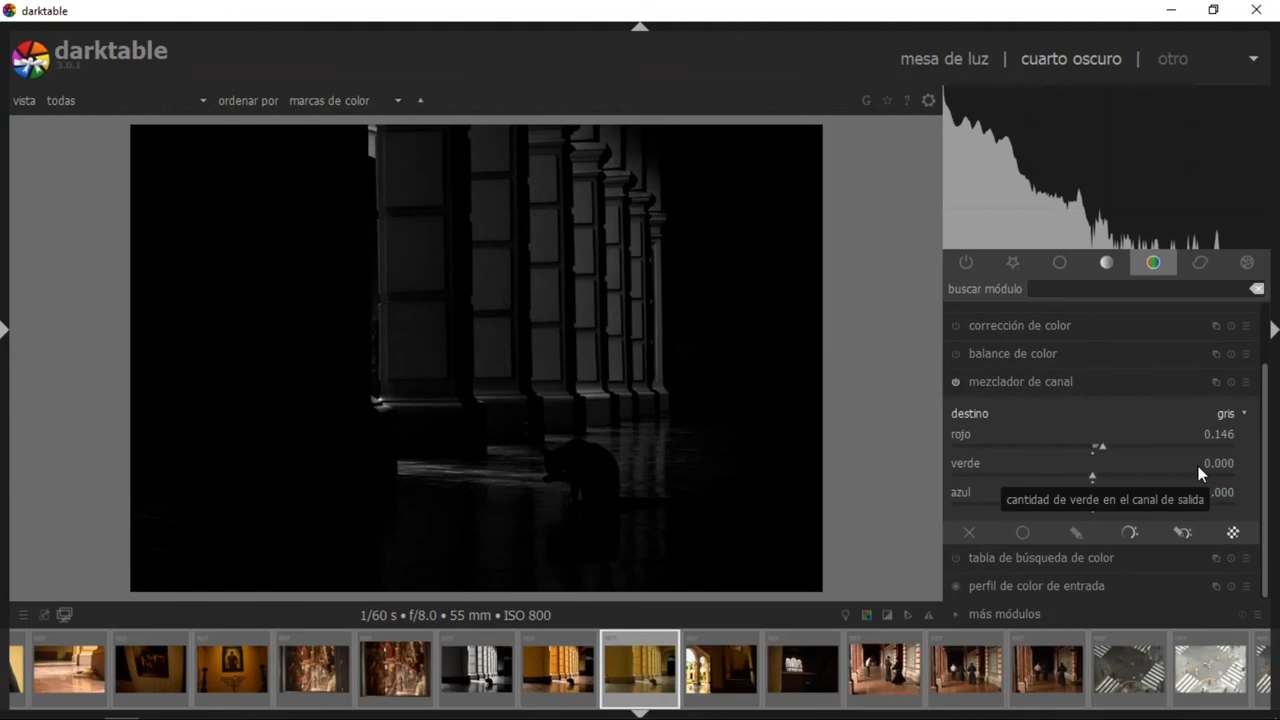 darktable
darktable
3.0.1
mesa de luz | cuarto oscuro | otro
vista todas ordenar por marcas de color
G ☆ ?
buscar módulo
corrección de color
balance de color
mezclador de canal
destino gris
rojo 0.146
verde 0.000
azul .000
cantidad de verde en el canal de salida
tabla de búsqueda de color
perfil de color de entrada
más módulos
1/60 s • f/8.0 • 55 mm • ISO 800